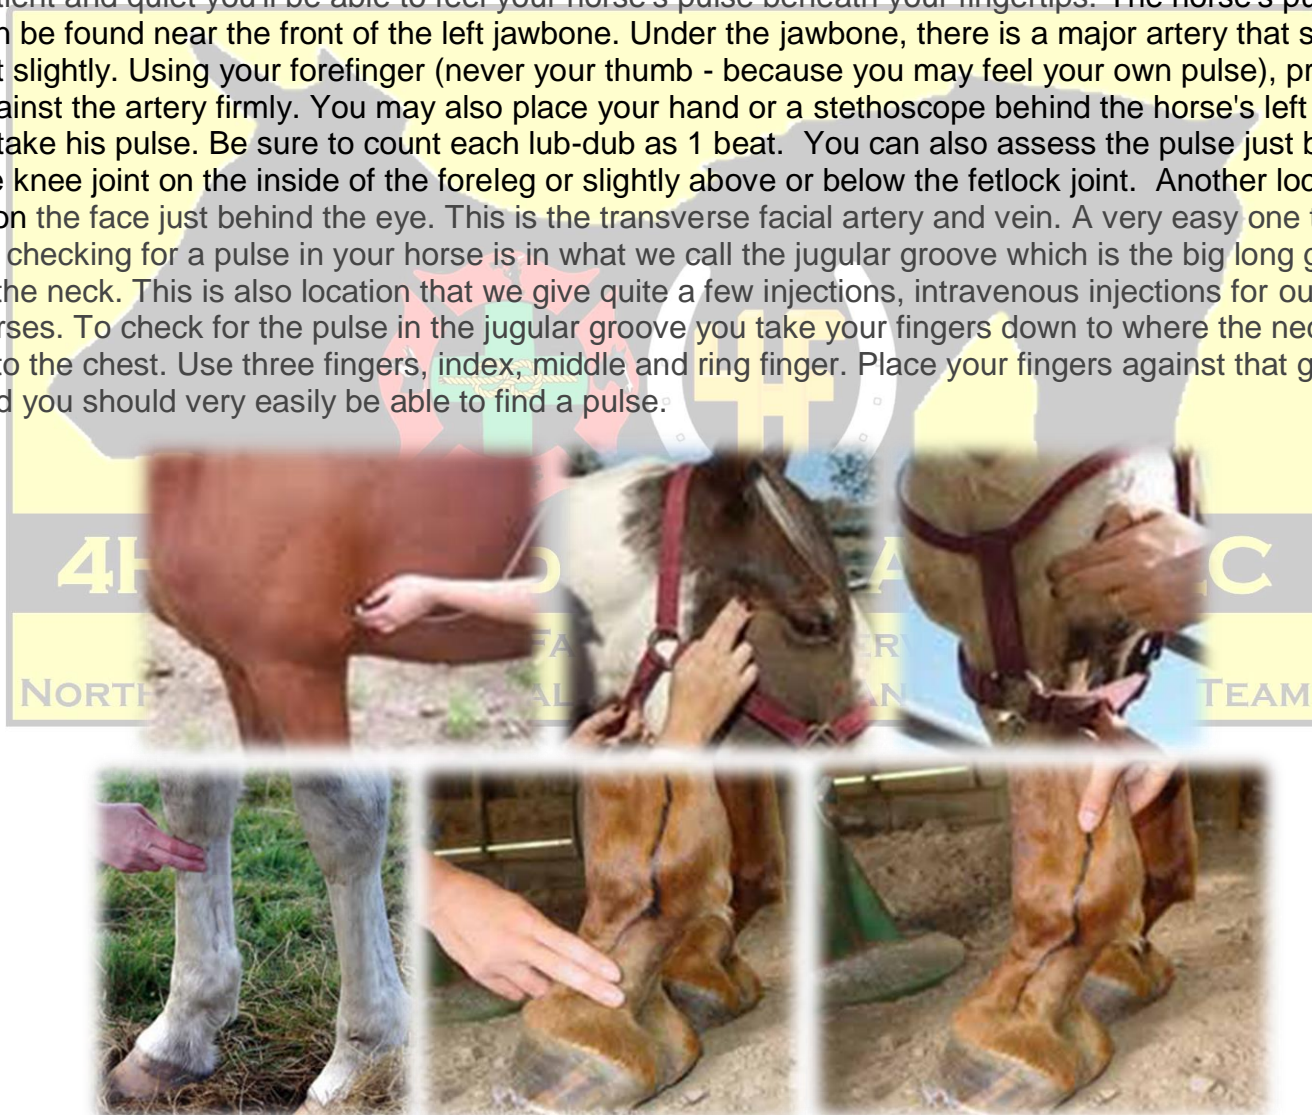 tient and quiet you'll be able to feel your horse's pulse beneath your fingertips. The horse's pu
n be found near the front of the left jawbone. Under the jawbone, there is a major artery that s
t slightly. Using your forefinger (never your thumb - because you may feel your own pulse), pr
ainst the artery firmly. You may also place your hand or a stethoscope behind the horse's left
take his pulse. Be sure to count each lub-dub as 1 beat. You can also assess the pulse just b
e knee joint on the inside of the foreleg or slightly above or below the fetlock joint. Another loc
on the face just behind the eye. This is the transverse facial artery and vein. A very easy one
checking for a pulse in your horse is in what we call the jugular groove which is the big long g
the neck. This is also location that we give quite a few injections, intravenous injections for ou
rses. To check for the pulse in the jugular groove you take your fingers down to where the nec
to the chest. Use three fingers, index, middle and ring finger. Place your fingers against that g
d you should very easily be able to find a pulse.
4H
C
NORTH TEAM